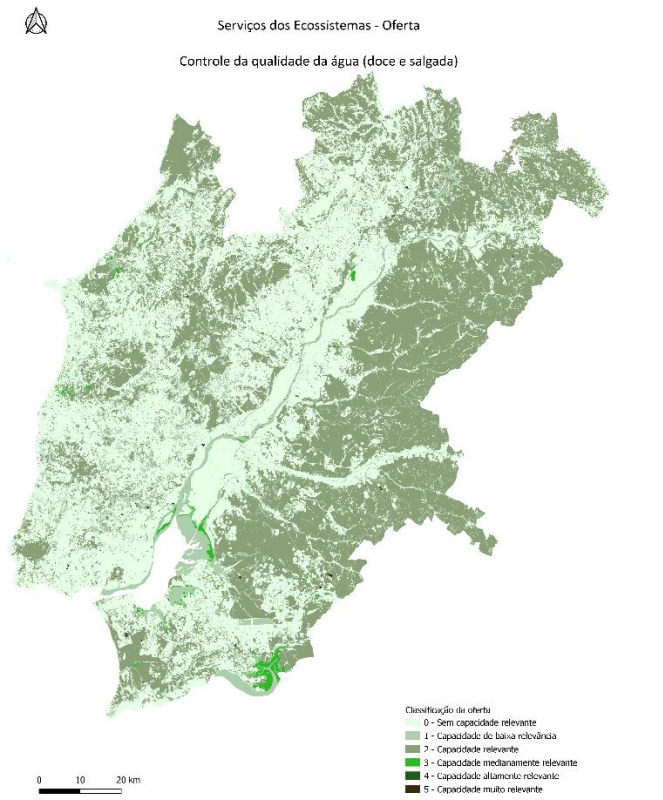 Serviços dos Ecossistemas - Oferta
Controle da qualidade da água (doce e salgada)
Classificação da oferta
0 - Sem capacidade relevante
1 - Capacidade de baixa relevância
2 - Capacidade relevante
3 - Capacidade medianamente relevante
4 - Capacidade altamente relevante
5 - Capacidade muito relevante
0 10 20 km